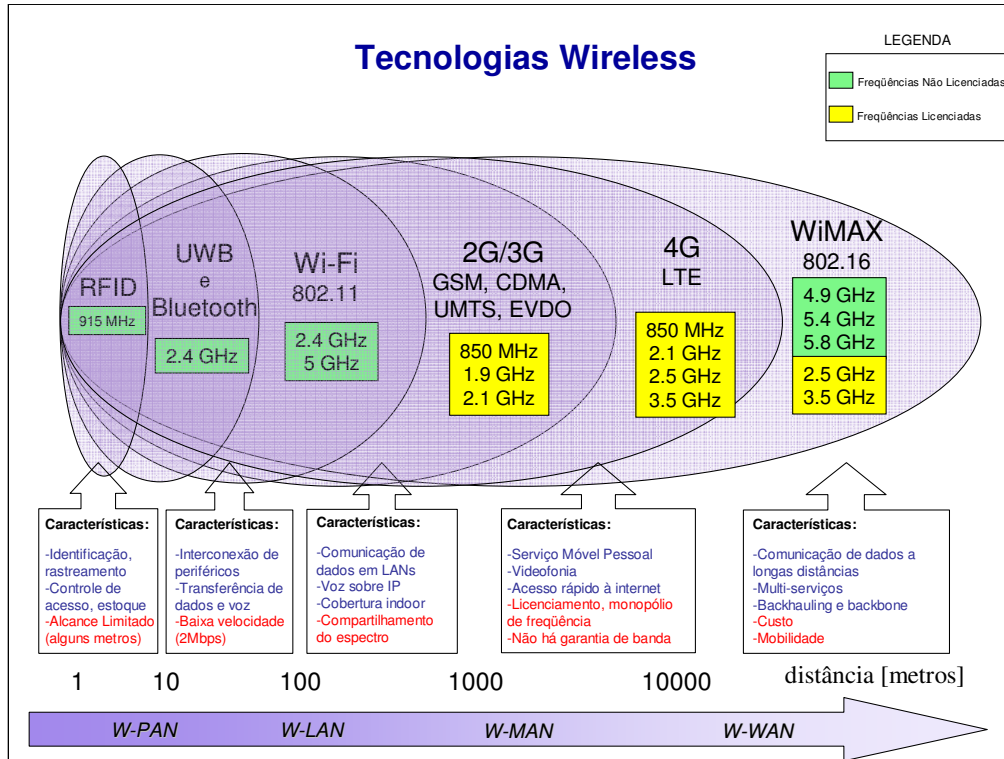 Tecnologias Wireless
LEGENDA
Freqüências Não Licenciadas
Freqüências Licenciadas
RFID
915 MHz
UWB
e
Bluetooth
2.4 GHz
Wi-Fi
802.11
2.4 GHz
5 GHz
2G/3G
GSM, CDMA,
UMTS, EVDO
850 MHz
1.9 GHz
2.1 GHz
4G
LTE
850 MHz
2.1 GHz
2.5 GHz
3.5 GHz
WiMAX
802.16
4.9 GHz
5.4 GHz
5.8 GHz
2.5 GHz
3.5 GHz
Características:
-Identificação,
rastreamento
-Controle de
acesso, estoque
-Alcance Limitado
(alguns metros)
Características:
-Interconexão de
periféricos
-Transferência de
dados e voz
-Baixa velocidade
(2Mbps)
Características:
-Comunicação de
dados em LANs
-Voz sobre IP
-Cobertura indoor
-Compartilhamento
do espectro
Características:
-Serviço Móvel Pessoal
-Videofonia
-Acesso rápido à internet
-Licenciamento, monopólio
de freqüência
-Não há garantia de banda
Características:
-Comunicação de dados a
longas distâncias
-Multi-serviços
-Backhauling e backbone
-Custo
-Mobilidade
1 10 100 1000 10000 distância [metros]
W-PAN W-LAN W-MAN W-WAN